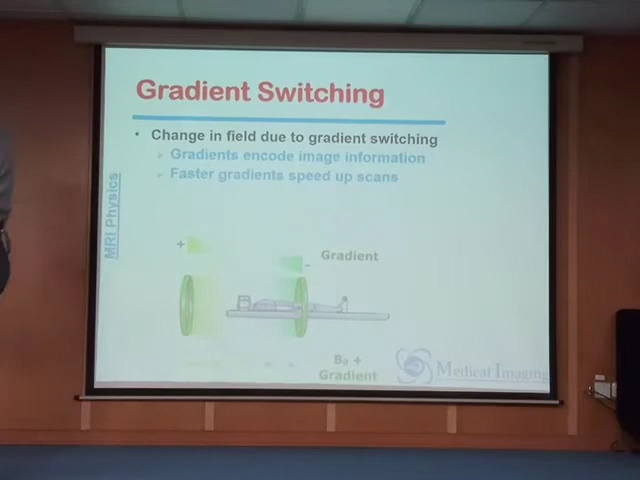 Gradient Switching
• Change in field due to gradient switching
Gradients encode image information
Faster gradients speed up scans
MRI Physics
+
Gradient
-
B₀ +
Gradient
Medical Imaging